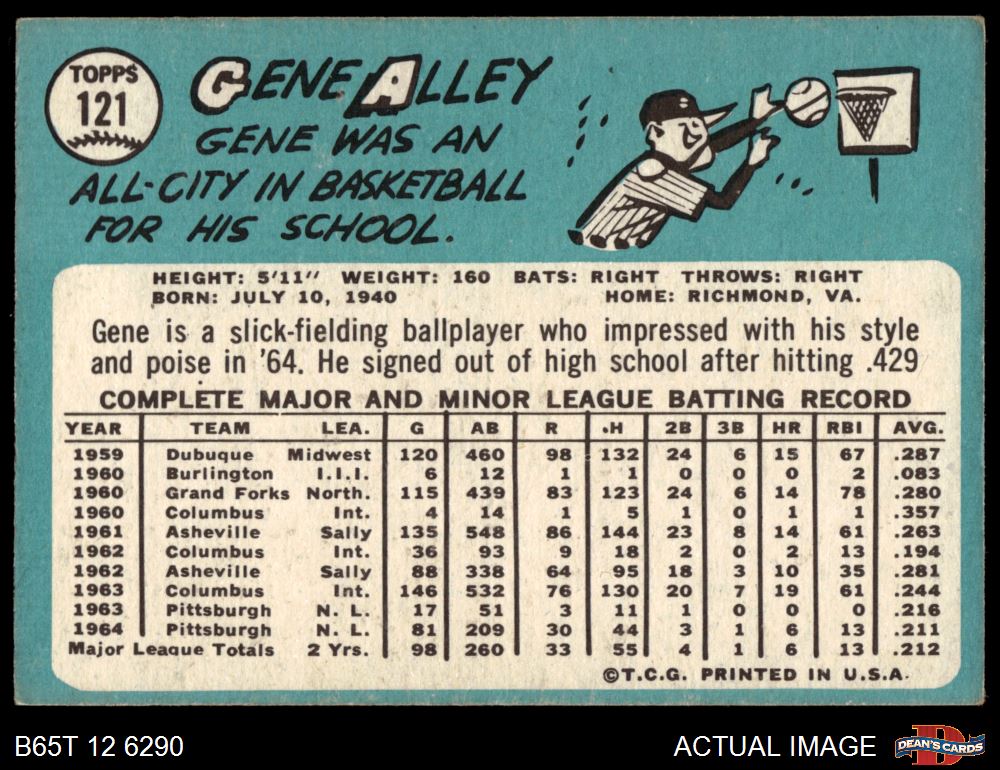 TOPPS
121
GENE ALLEY
GENE WAS AN
ALL-CITY IN BASKETBALL
FOR HIS SCHOOL.
HEIGHT: 5'11" WEIGHT: 160 BATS: RIGHT THROWS: RIGHT
BORN: JULY 10, 1940 HOME: RICHMOND, VA.
Gene is a slick-fielding ballplayer who impressed with his style
and poise in '64. He signed out of high school after hitting .429
COMPLETE MAJOR AND MINOR LEAGUE BATTING RECORD
YEAR TEAM LEA. G AB R .H 2B 3B HR RBI AVG.
1959 Dubuque Midwest 120 460 98 132 24 6 15 67 .287
1960 Burlington I.I.I. 6 12 1 1 0 0 0 2 .083
1960 Grand Forks North. 115 439 83 123 24 6 14 78 .280
1960 Columbus Int. 4 14 1 5 1 0 1 1 .357
1961 Asheville Sally 135 548 86 144 23 8 14 61 .263
1962 Columbus Int. 36 93 9 18 2 0 2 13 .194
1962 Asheville Sally 88 338 64 95 18 3 10 35 .281
1963 Columbus Int. 146 532 76 130 20 7 19 61 .244
1963 Pittsburgh N. L. 17 51 3 11 1 0 0 0 .216
1964 Pittsburgh N. L. 81 209 30 44 3 1 6 13 .211
Major League Totals 2 Yrs. 98 260 33 55 4 1 6 13 .212
©T.C.G. PRINTED IN U.S.A.
B65T 12 6290 ACTUAL IMAGE
DEAN'S CARDS